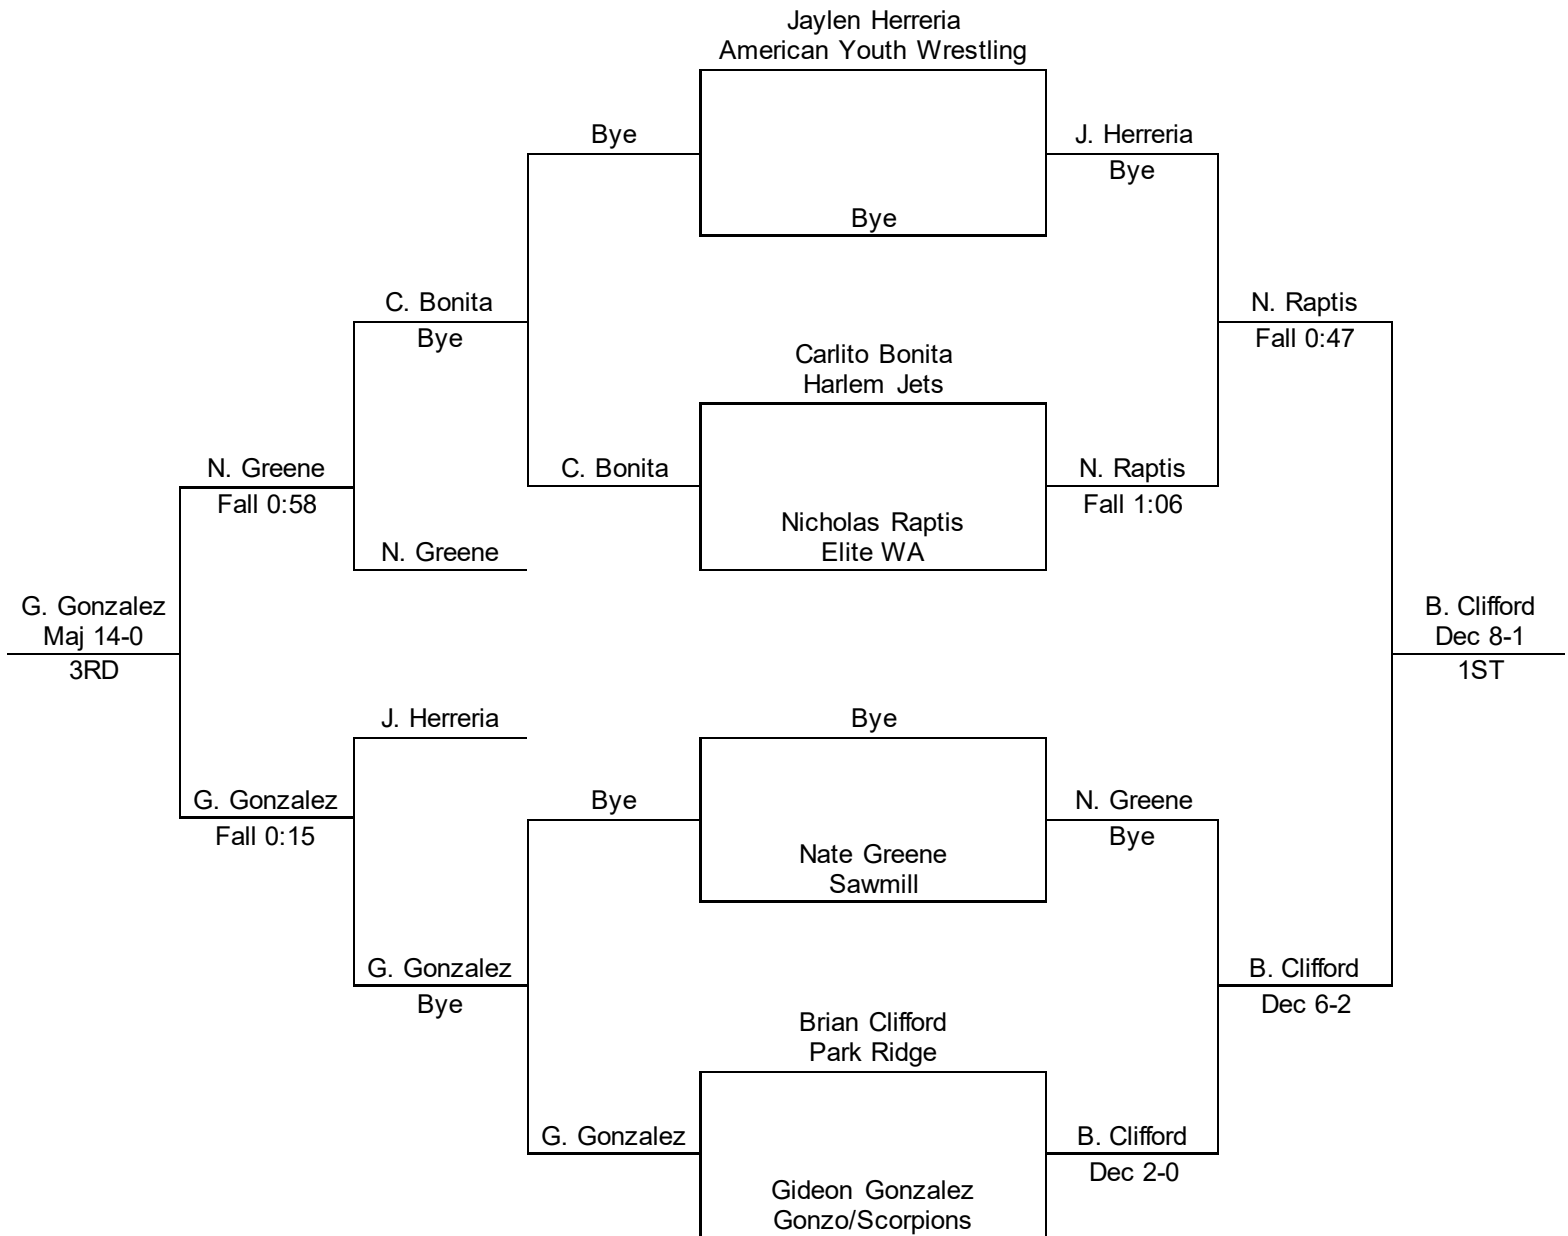 Jaylen Herreria
American Youth Wrestling
Bye
J. Herreria
Bye
Bye
C. Bonita
Bye
N. Raptis
Fall 0:47
Carlito Bonita
Harlem Jets
N. Greene
Fall 0:58
C. Bonita
N. Raptis
Fall 1:06
Nicholas Raptis
Elite WA
N. Greene
G. Gonzalez
Maj 14-0
3RD
B. Clifford
Dec 8-1
1ST
J. Herreria
Bye
G. Gonzalez
Fall 0:15
Bye
N. Greene
Bye
Nate Greene
Sawmill
G. Gonzalez
Bye
B. Clifford
Dec 6-2
Brian Clifford
Park Ridge
G. Gonzalez
B. Clifford
Dec 2-0
Gideon Gonzalez
Gonzo/Scorpions